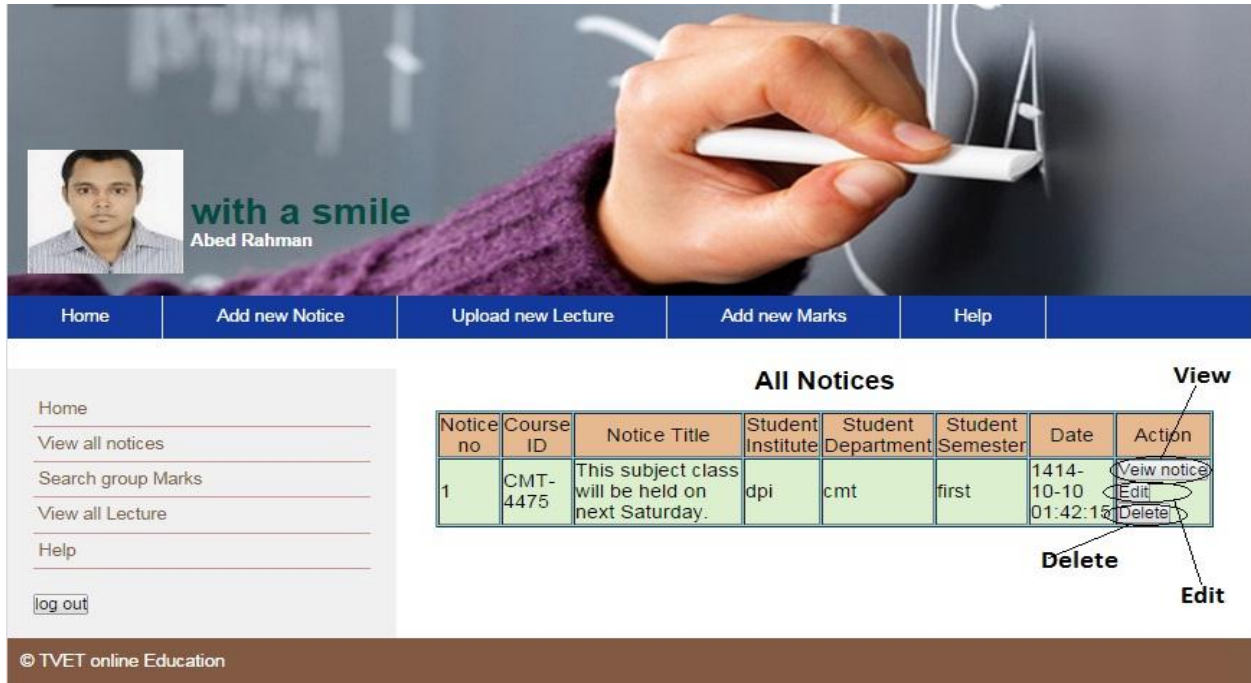 with a smile
Abed Rahman
Home Add new Notice Upload new Lecture Add new Marks Help
Home
View all notices
Search group Marks
View all Lecture
Help
log out
All Notices
View
Notice no Course ID Notice Title Student Institute Student Department Student Semester Date Action
1 CMT-4475 This subject class will be held on next Saturday. dpi cmt first 1414-10-10 01:42:15 Veiw notice Edit Delete
Delete
Edit
© TVET online Education